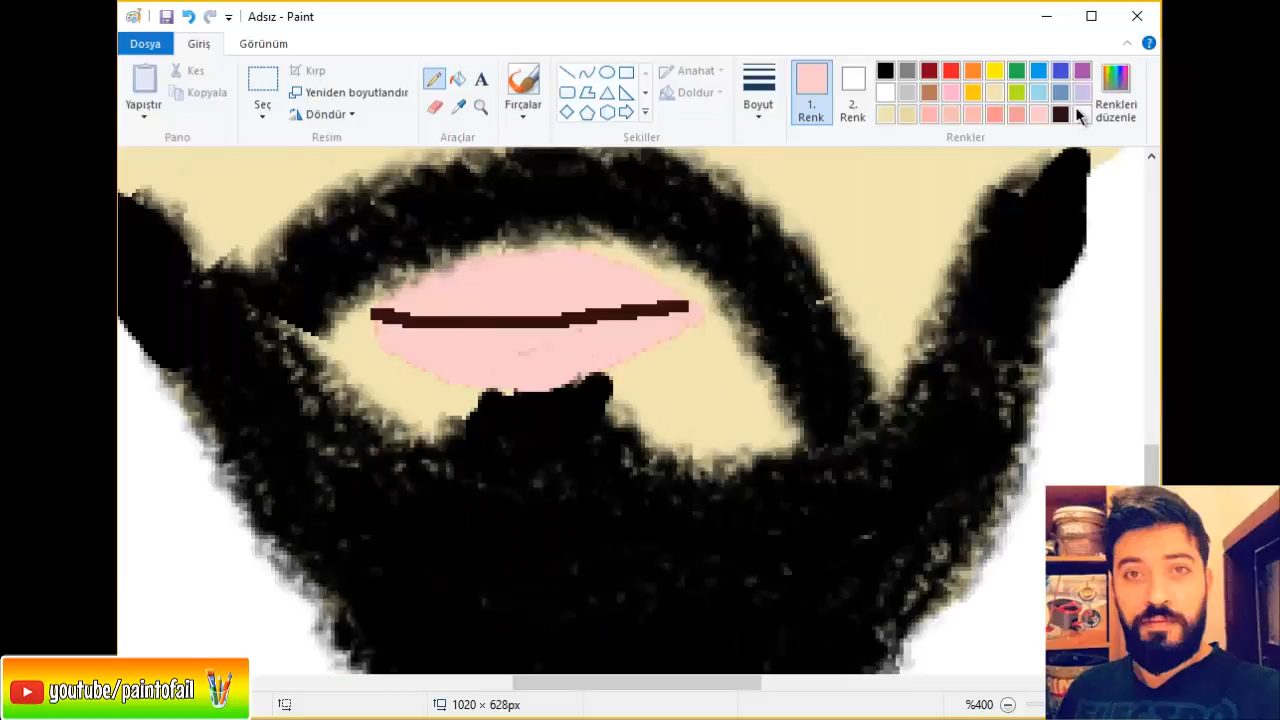 Adsız - Paint
Dosya
Giriş
Görünüm
Yapıştır
Kes
Kopyala
Pano
Seç
Kırp
Yeniden boyutlandır
Döndür
Resim
A
Araçlar
Fırçalar
Şekiller
Anahat
Doldur
Boyut
1.
Renk
2.
Renk
Renkler
Renkleri
düzenle
youtube/paintofail
1020 × 628px
%400